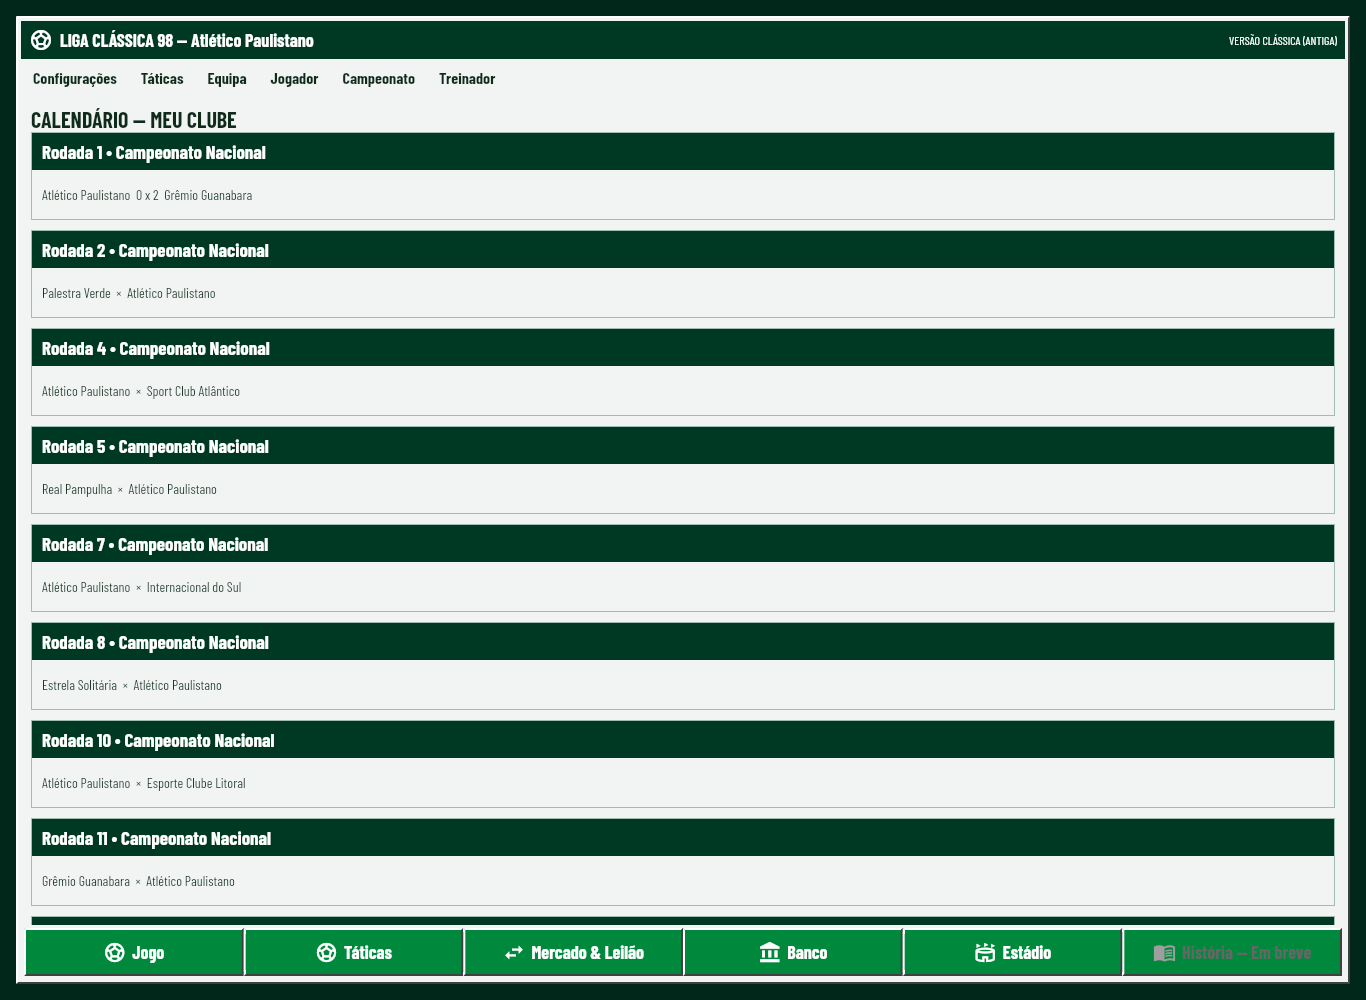 LIGA CLÁSSICA 98 — Atlético Paulistano
VERSÃO CLÁSSICA (ANTIGA)
Configurações Táticas Equipa Jogador Campeonato Treinador
CALENDÁRIO — MEU CLUBE
Rodada 1 • Campeonato Nacional
Atlético Paulistano 0 x 2 Grêmio Guanabara
Rodada 2 • Campeonato Nacional
Palestra Verde × Atlético Paulistano
Rodada 4 • Campeonato Nacional
Atlético Paulistano × Sport Club Atlântico
Rodada 5 • Campeonato Nacional
Real Pampulha × Atlético Paulistano
Rodada 7 • Campeonato Nacional
Atlético Paulistano × Internacional do Sul
Rodada 8 • Campeonato Nacional
Estrela Solitária × Atlético Paulistano
Rodada 10 • Campeonato Nacional
Atlético Paulistano × Esporte Clube Litoral
Rodada 11 • Campeonato Nacional
Grêmio Guanabara × Atlético Paulistano
Jogo Táticas Mercado & Leilão Banco Estádio História — Em breve